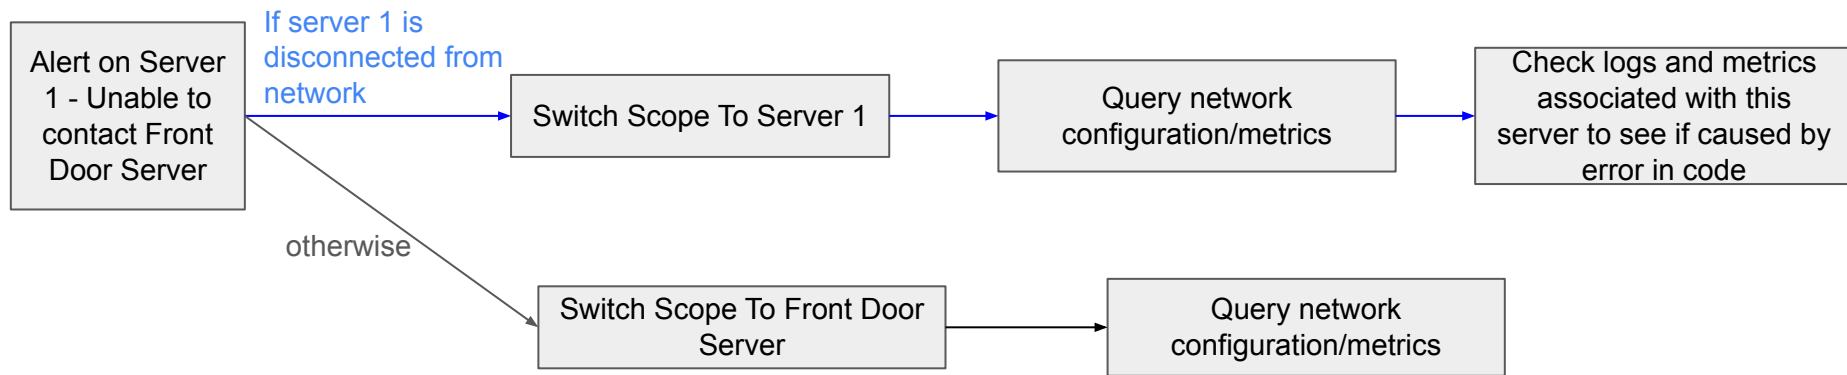 Alert on Server
1 - Unable to
contact Front
Door Server
If server 1 is
disconnected from
network
Switch Scope To Server 1
Query network
configuration/metrics
Check logs and metrics
associated with this
server to see if caused by
error in code
otherwise
Switch Scope To Front Door
Server
Query network
configuration/metrics